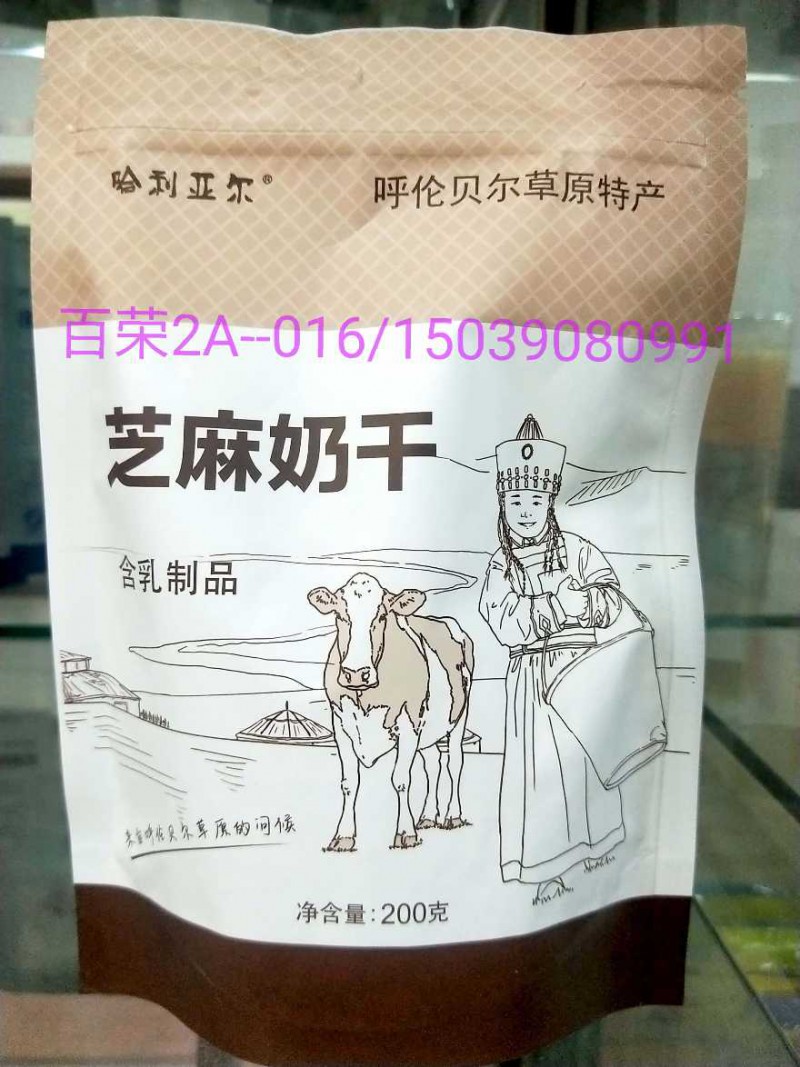 哈利亚尔®
呼伦贝尔草原特产
百荣2A--016/15039080991
芝麻奶干
含乳制品
来自呼伦贝尔草原的问候
净含量:200克